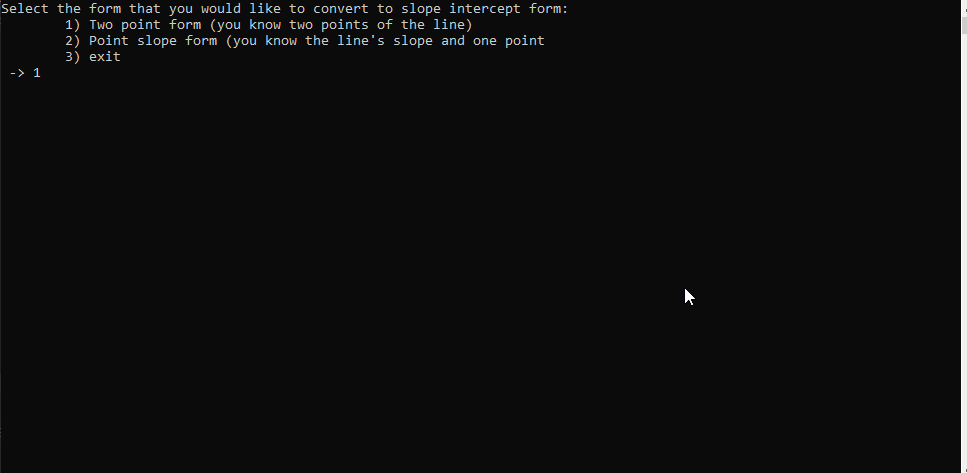 Select the form that you would like to convert to slope intercept form:
1) Two point form (you know two points of the line)
2) Point slope form (you know the line's slope and one point
3) exit
-> 1